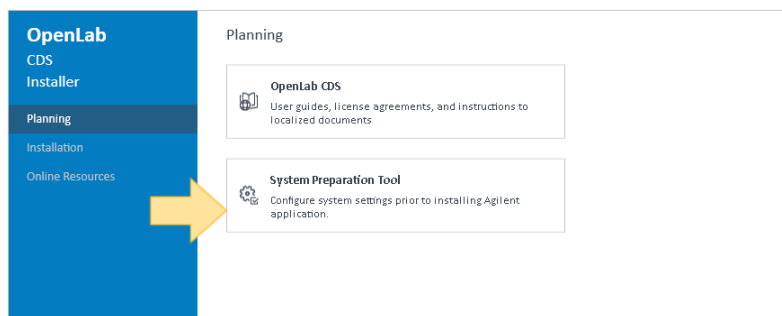 OpenLab
CDS
Installer
Planning
Installation
Online Resources
Planning
OpenLab CDS
User guides, license agreements, and instructions to
localized documents
System Preparation Tool
Configure system settings prior to installing Agilent
application.